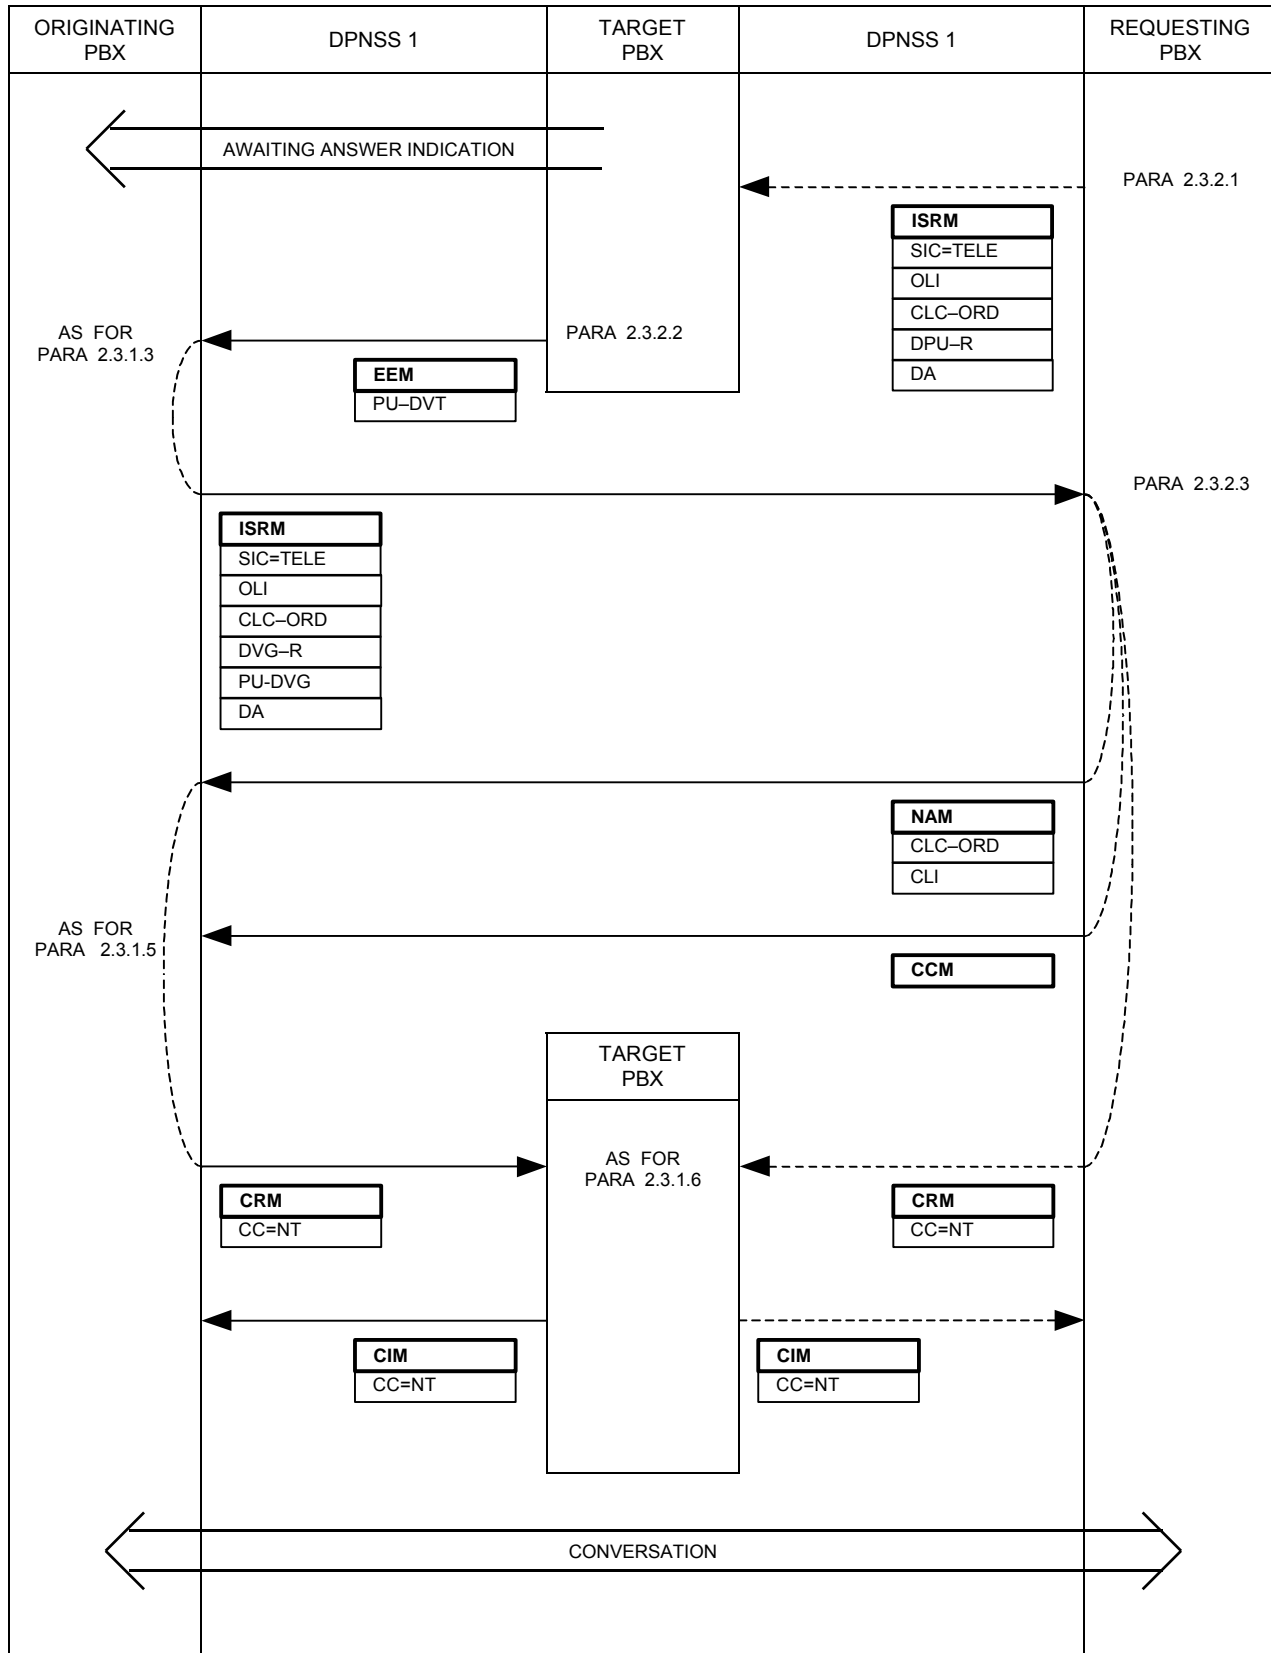 ORIGINATING
PBX
DPNSS 1
TARGET
PBX
DPNSS 1
REQUESTING
PBX
AWAITING ANSWER INDICATION
PARA 2.3.2.1
ISRM
SIC=TELE
OLI
CLC–ORD
DPU–R
DA
AS FOR
PARA 2.3.1.3
PARA 2.3.2.2
EEM
PU–DVT
PARA 2.3.2.3
ISRM
SIC=TELE
OLI
CLC–ORD
DVG–R
PU-DVG
DA
NAM
CLC–ORD
CLI
AS FOR
PARA 2.3.1.5
CCM
TARGET
PBX
AS FOR
PARA 2.3.1.6
CRM
CC=NT
CRM
CC=NT
CIM
CC=NT
CIM
CC=NT
CONVERSATION